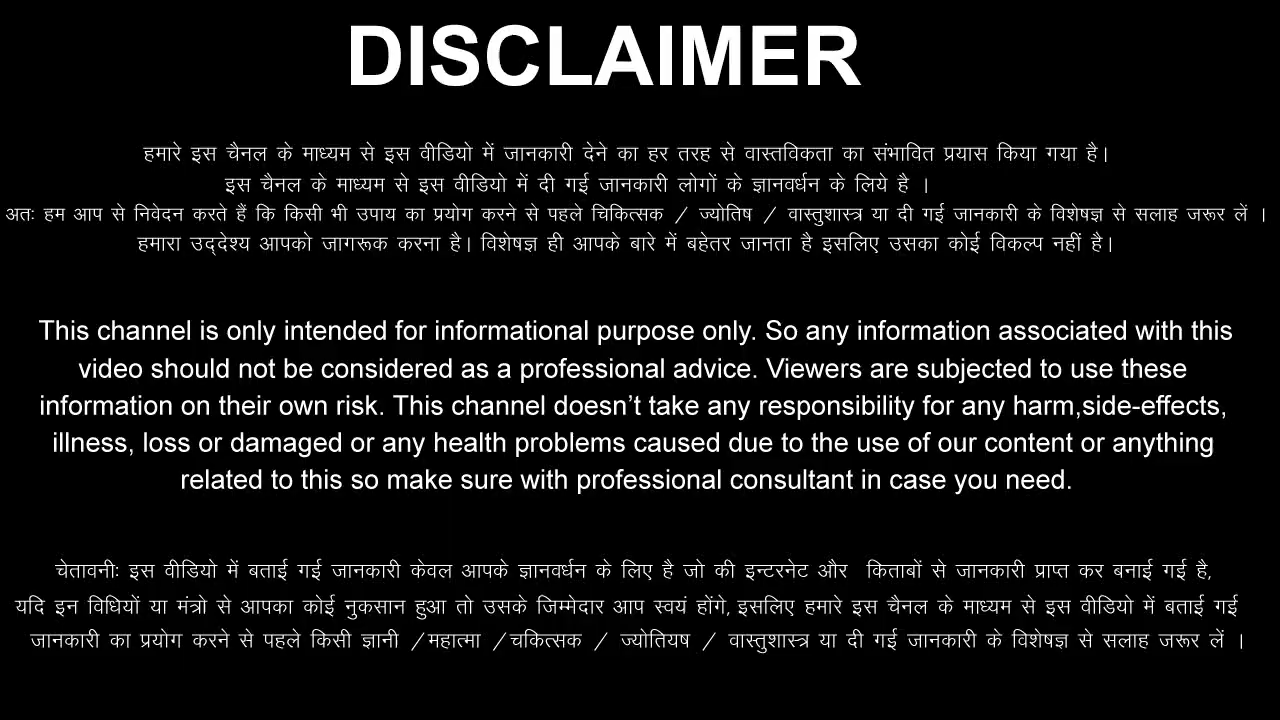 DISCLAIMER
हमारे इस चैनल के माध्यम से इस वीडियो में जानकारी देने का हर तरह से वास्तविकता का संभावित प्रयास किया गया है।
इस चैनल के माध्यम से इस वीडियो में दी गई जानकारी लोगों के ज्ञानवर्धन के लिये है ।
अतः हम आप से निवेदन करते हैं कि किसी भी उपाय का प्रयोग करने से पहले चिकित्सक / ज्योतिष / वास्तुशास्त्र या दी गई जानकारी के विशेषज्ञ से सलाह जरूर लें ।
हमारा उद्देश्य आपको जागरूक करना है। विशेषज्ञ ही आपके बारे में बहेतर जानता है इसलिए उसका कोई विकल्प नहीं है।
This channel is only intended for informational purpose only. So any information associated with this
video should not be considered as a professional advice. Viewers are subjected to use these
information on their own risk. This channel doesn’t take any responsibility for any harm,side-effects,
illness, loss or damaged or any health problems caused due to the use of our content or anything
related to this so make sure with professional consultant in case you need.
चेतावनीः इस वीडियो में बताई गई जानकारी केवल आपके ज्ञानवर्धन के लिए है जो की इन्टरनेट और किताबों से जानकारी प्राप्त कर बनाई गई है,
यदि इन विधियों या मंत्रो से आपका कोई नुकसान हुआ तो उसके जिम्मेदार आप स्वयं होंगे, इसलिए हमारे इस चैनल के माध्यम से इस वीडियो में बताई गई
जानकारी का प्रयोग करने से पहले किसी ज्ञानी /महात्मा /चकित्सक / ज्योतियष / वास्तुशास्त्र या दी गई जानकारी के विशेषज्ञ से सलाह जरूर लें ।